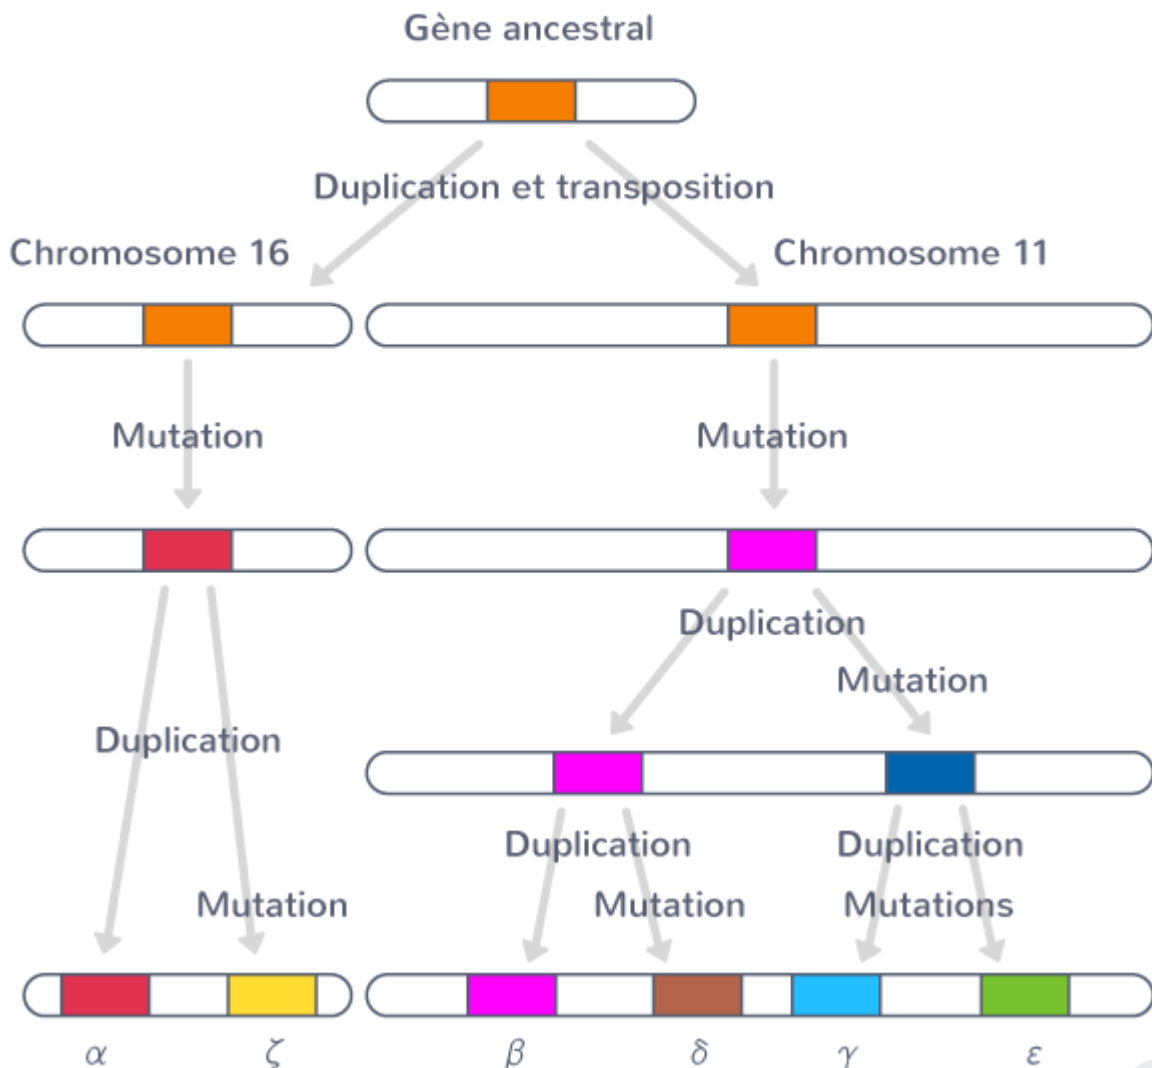 Gène ancestral
Duplication et transposition
Chromosome 16
Chromosome 11
Mutation
Mutation
Duplication
Mutation
Duplication
Duplication
Duplication
Mutation
Mutation
Mutations
α
ζ
β
δ
γ
ε